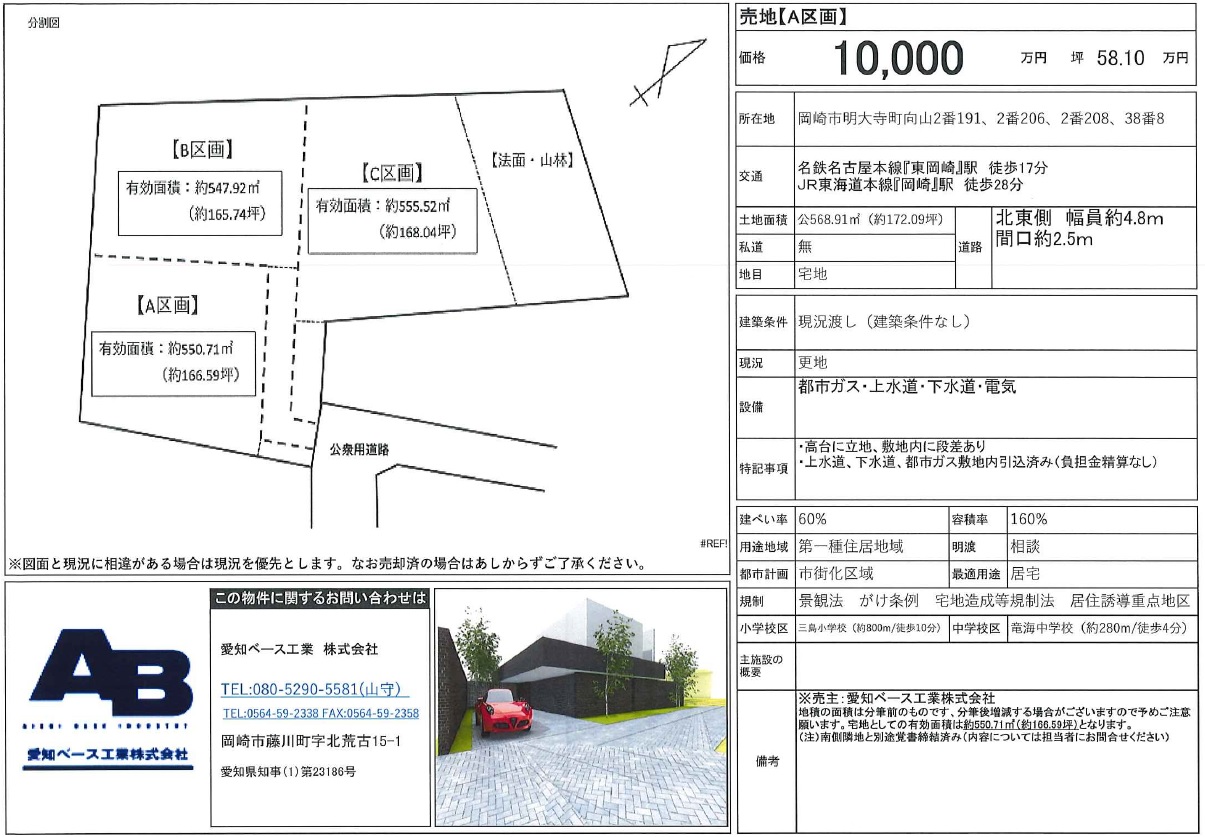 分割図
【B区画】
有効面積：約547.92㎡
（約165.74坪）
【C区画】
有効面積：約555.52㎡
（約168.04坪）
【法面・山林】
【A区画】
有効面積：約550.71㎡
（約166.59坪）
公衆用道路
#REF!
※図面と現況に相違がある場合は現況を優先とします。なお売却済の場合はあしからずご了承ください。
AB
AICHI BASE INDUSTRY
愛知ベース工業株式会社
この物件に関するお問い合わせは
愛知ベース工業 株式会社
TEL:080-5290-5581(山守)
TEL:0564-59-2338 FAX:0564-59-2358
岡崎市藤川町字北荒古15-1
愛知県知事(1)第23186号
売地【A区画】
価格 10,000 万円 坪 58.10 万円
所在地 岡崎市明大寺町向山2番191、2番206、2番208、38番8
交通 名鉄名古屋本線『東岡崎』駅 徒歩17分
JR東海道本線『岡崎』駅 徒歩28分
土地面積 公568.91㎡（約172.09坪）
私道 無
地目 宅地
道路 北東側 幅員約4.8m
間口約2.5m
建築条件 現況渡し（建築条件なし）
現況 更地
設備 都市ガス・上水道・下水道・電気
特記事項 ・高台に立地、敷地内に段差あり
・上水道、下水道、都市ガス敷地内引込済み（負担金精算なし）
建ぺい率 60% 容積率 160%
用途地域 第一種住居地域 明渡 相談
都市計画 市街化区域 最適用途 居宅
規制 景観法 がけ条例 宅地造成等規制法 居住誘導重点地区
小学校区 三島小学校（約800m/徒歩10分） 中学校区 竜海中学校（約280m/徒歩4分）
主施設の
概要
備考 ※売主：愛知ベース工業株式会社
地積の面積は分筆前のものです、分筆後増減する場合がございますので予めご注意
願います。宅地としての有効面積は約550.71㎡（約166.59坪）となります。
（注）南側隣地と別途覚書締結済み（内容については担当者にお問合せください）